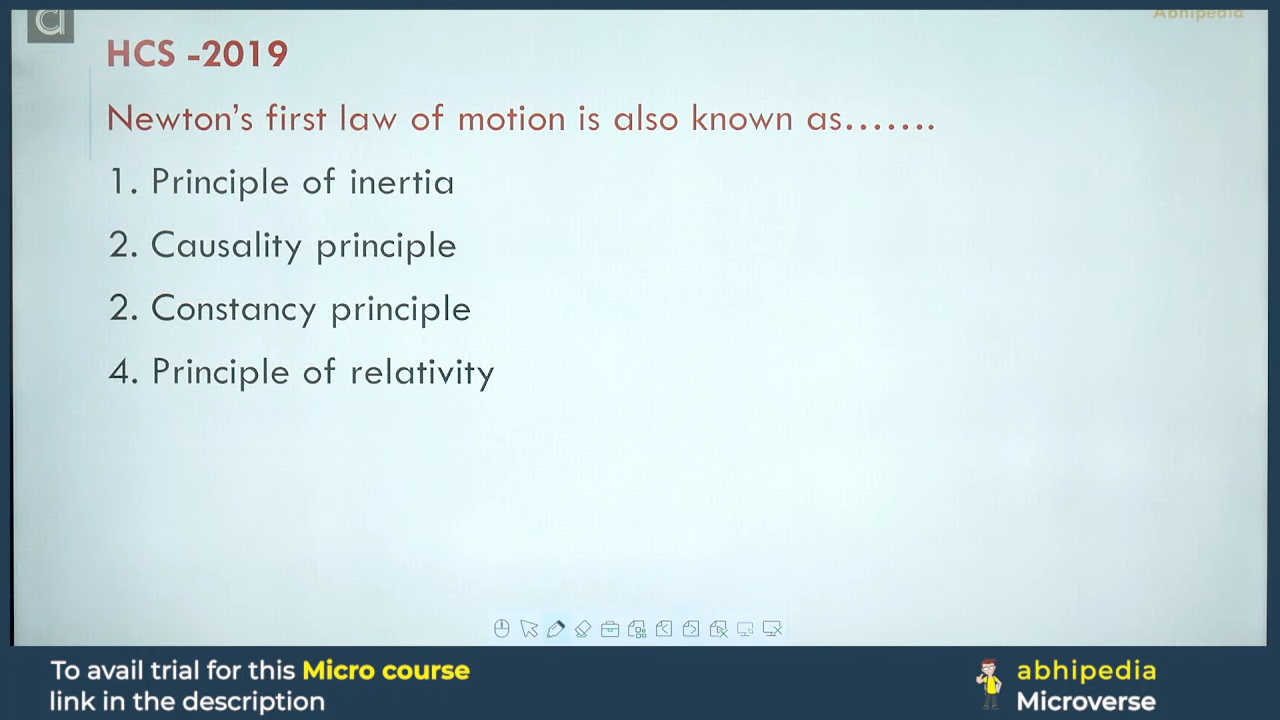 Abhipedia
HCS -2019
Newton's first law of motion is also known as.......
1. Principle of inertia
2. Causality principle
2. Constancy principle
4. Principle of relativity
To avail trial for this Micro course
link in the description
abhipedia
Microverse